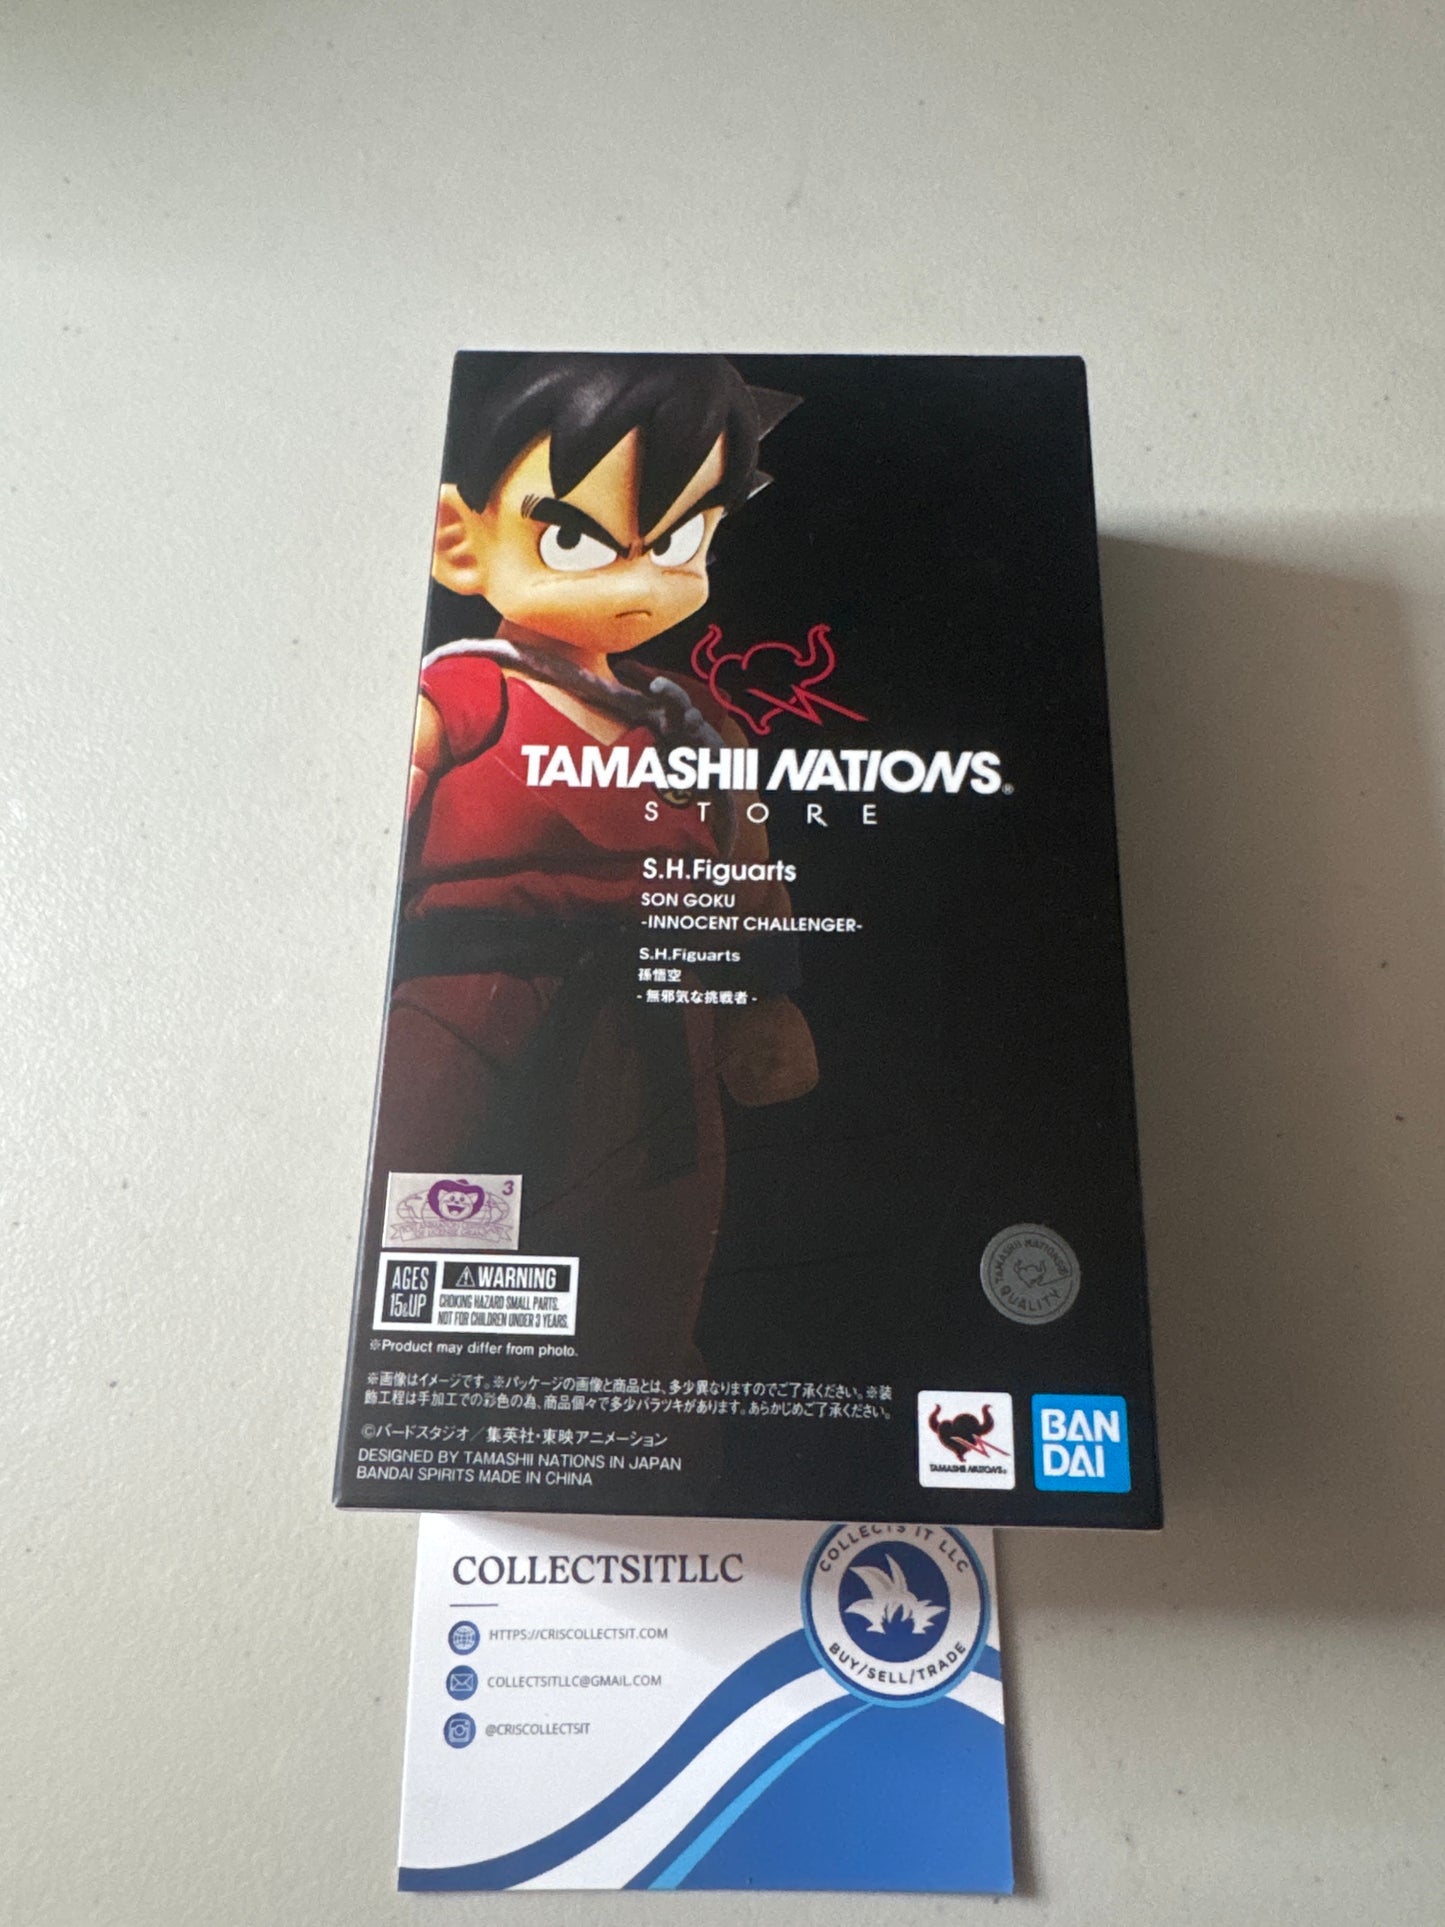 TAMASHII NATIONS®
STORE
S.H.Figuarts
SON GOKU
-INNOCENT CHALLENGER-
S.H.Figuarts
孫悟空
- 無邪気な挑戦者 -
3
AGES
15&UP
⚠WARNING
CHOKING HAZARD SMALL PARTS.
NOT FOR CHILDREN UNDER 3 YEARS.
TAMASHII NATIONS
QUALITY
※Product may differ from photo.
※画像はイメージです。※パッケージの画像と商品とは、多少異なりますのでご了承ください。※装
飾工程は手加工での彩色の為、商品個々で多少バラツキがあります。あらかじめご了承ください。
©バードスタジオ／集英社・東映アニメーション
DESIGNED BY TAMASHII NATIONS IN JAPAN
BANDAI SPIRITS MADE IN CHINA
TAMASHII NATIONS®
BAN
DAI
COLLECTSITLLC
HTTPS://CRISCOLLECTSIT.COM
COLLECTSITLLC@GMAIL.COM
@CRISCOLLECTSIT
COLLECTS IT LLC
BUY/SELL/TRADE